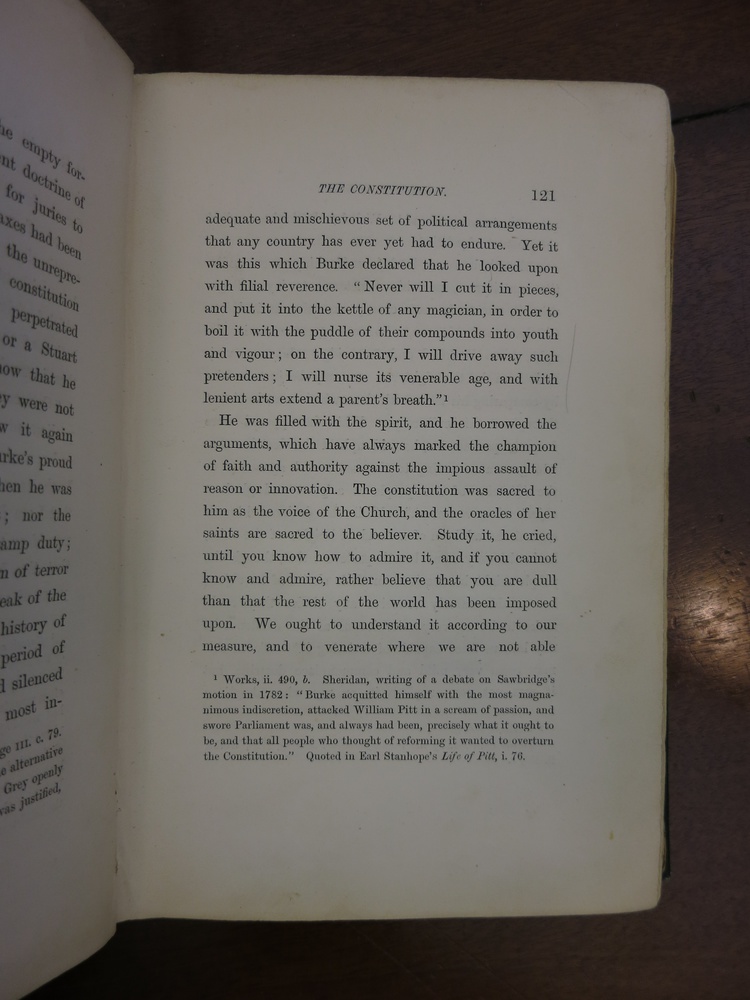 he empty for-
nt doctrine of
for juries to
axes had been
the unrepre-
constitution
perpetrated
or a Stuart
ow that he
y were not
w it again
rke's proud
hen he was
; nor the
amp duty;
n of terror
eak of the
history of
period of
d silenced
most in-
ge III. c. 79.
e alternative
Grey openly
was justified,
THE CONSTITUTION. 121
adequate and mischievous set of political arrangements
that any country has ever yet had to endure. Yet it
was this which Burke declared that he looked upon
with filial reverence. "Never will I cut it in pieces,
and put it into the kettle of any magician, in order to
boil it with the puddle of their compounds into youth
and vigour; on the contrary, I will drive away such
pretenders; I will nurse its venerable age, and with
lenient arts extend a parent's breath."1
He was filled with the spirit, and he borrowed the
arguments, which have always marked the champion
of faith and authority against the impious assault of
reason or innovation. The constitution was sacred to
him as the voice of the Church, and the oracles of her
saints are sacred to the believer. Study it, he cried,
until you know how to admire it, and if you cannot
know and admire, rather believe that you are dull
than that the rest of the world has been imposed
upon. We ought to understand it according to our
measure, and to venerate where we are not able
1 Works, ii. 490, b. Sheridan, writing of a debate on Sawbridge's
motion in 1782: "Burke acquitted himself with the most magna-
nimous indiscretion, attacked William Pitt in a scream of passion, and
swore Parliament was, and always had been, precisely what it ought to
be, and that all people who thought of reforming it wanted to overturn
the Constitution." Quoted in Earl Stanhope's Life of Pitt, i. 76.